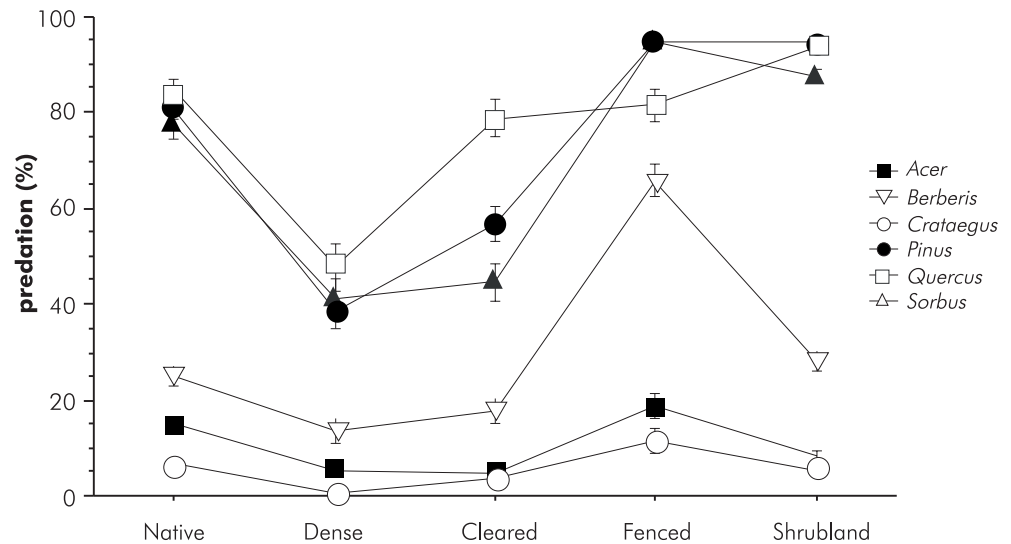 100
80
60
40
20
0
predation (%)
Native Dense Cleared Fenced Shrubland
Acer
Berberis
Crataegus
Pinus
Quercus
Sorbus